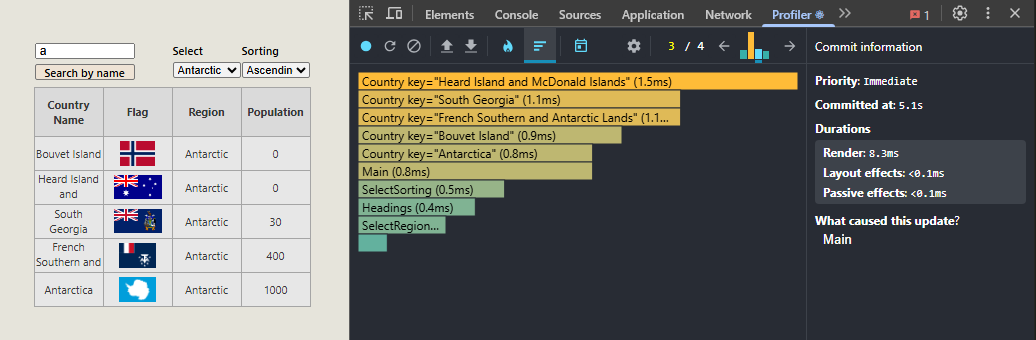 a
Search by name
Select
Antarctic
Sorting
Ascendin
Country Name
Flag
Region
Population
Bouvet Island
Antarctic
0
Heard Island and
Antarctic
0
South Georgia
Antarctic
30
French Southern and
Antarctic
400
Antarctica
Antarctic
1000
Elements
Console
Sources
Application
Network
Profiler
1
3 / 4
Country key="Heard Island and McDonald Islands" (1.5ms)
Country key="South Georgia" (1.1ms)
Country key="French Southern and Antarctic Lands" (1.1...
Country key="Bouvet Island" (0.9ms)
Country key="Antarctica" (0.8ms)
Main (0.8ms)
SelectSorting (0.5ms)
Headings (0.4ms)
SelectRegion...
Commit information
Priority: Immediate
Committed at: 5.1s
Durations
Render: 8.3ms
Layout effects: <0.1ms
Passive effects: <0.1ms
What caused this update?
Main